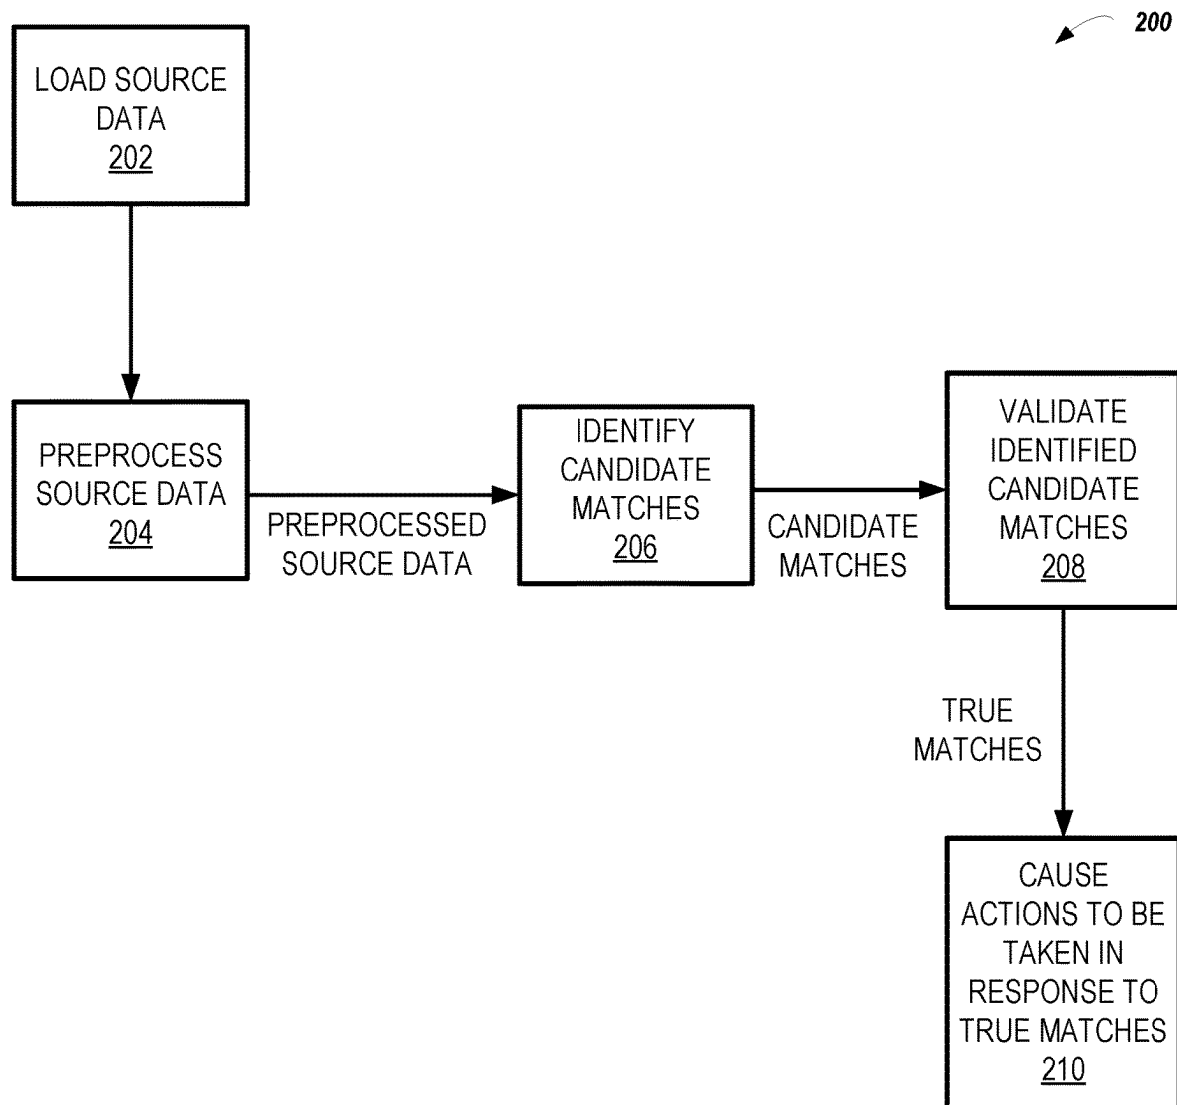 200
LOAD SOURCE
DATA
202
PREPROCESS
SOURCE DATA
204
PREPROCESSED
SOURCE DATA
IDENTIFY
CANDIDATE
MATCHES
206
CANDIDATE
MATCHES
VALIDATE
IDENTIFIED
CANDIDATE
MATCHES
208
TRUE
MATCHES
CAUSE
ACTIONS TO BE
TAKEN IN
RESPONSE TO
TRUE MATCHES
210